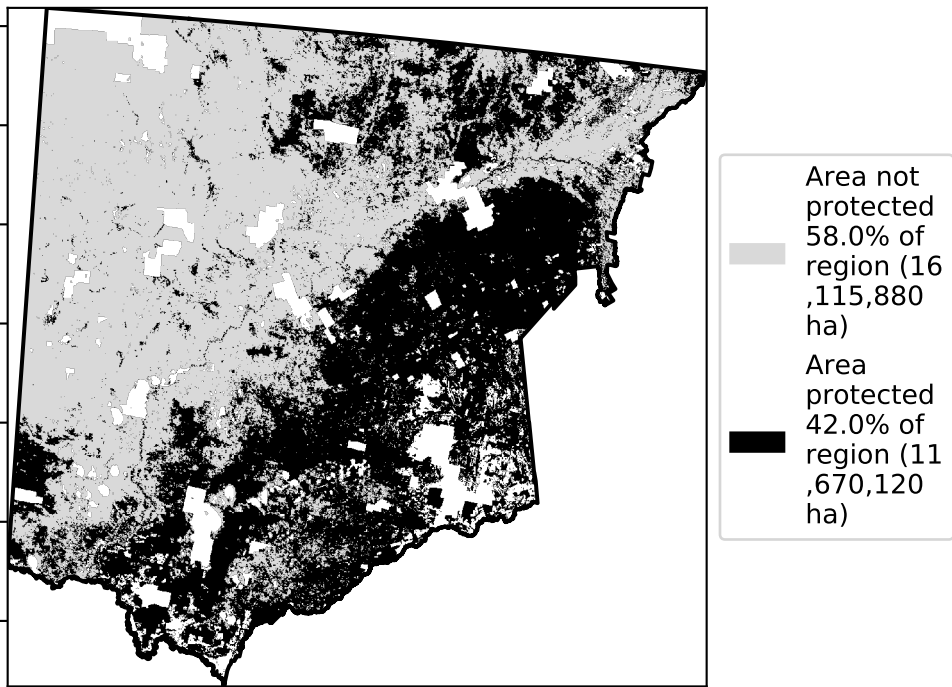 Area not
protected
58.0% of
region (16
,115,880
ha)
Area
protected
42.0% of
region (11
,670,120
ha)